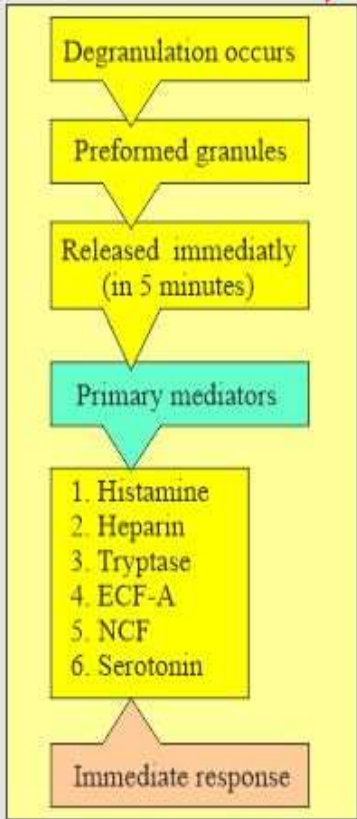 Degranulation occurs
Preformed granules
Released immediatly
(in 5 minutes)
Primary mediators
1. Histamine
2. Heparin
3. Tryptase
4. ECF-A
5. NCF
6. Serotonin
Immediate response